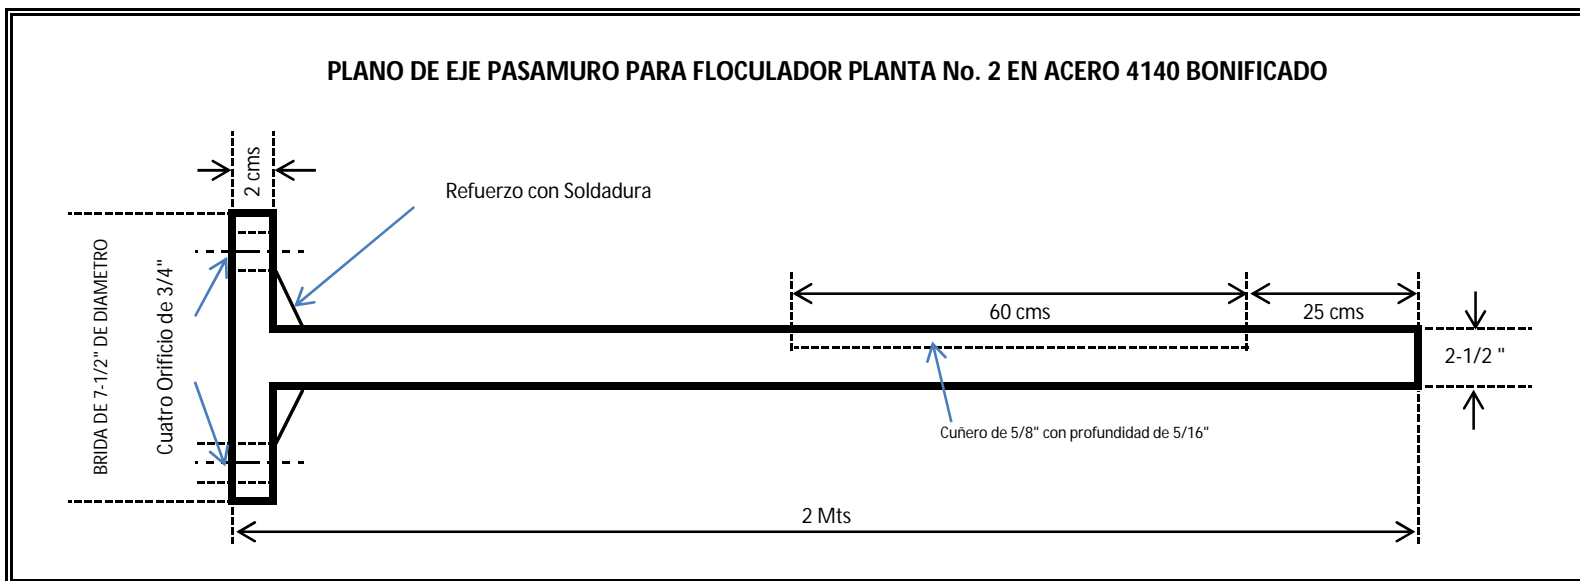 PLANO DE EJE PASAMURO PARA FLOCULADOR PLANTA No. 2 EN ACERO 4140 BONIFICADO
2 cms
Refuerzo con Soldadura
BRIDA DE 7-1/2" DE DIAMETRO
Cuatro Orificio de 3/4"
60 cms
25 cms
2-1/2 "
Cuñero de 5/8" con profundidad de 5/16"
2 Mts